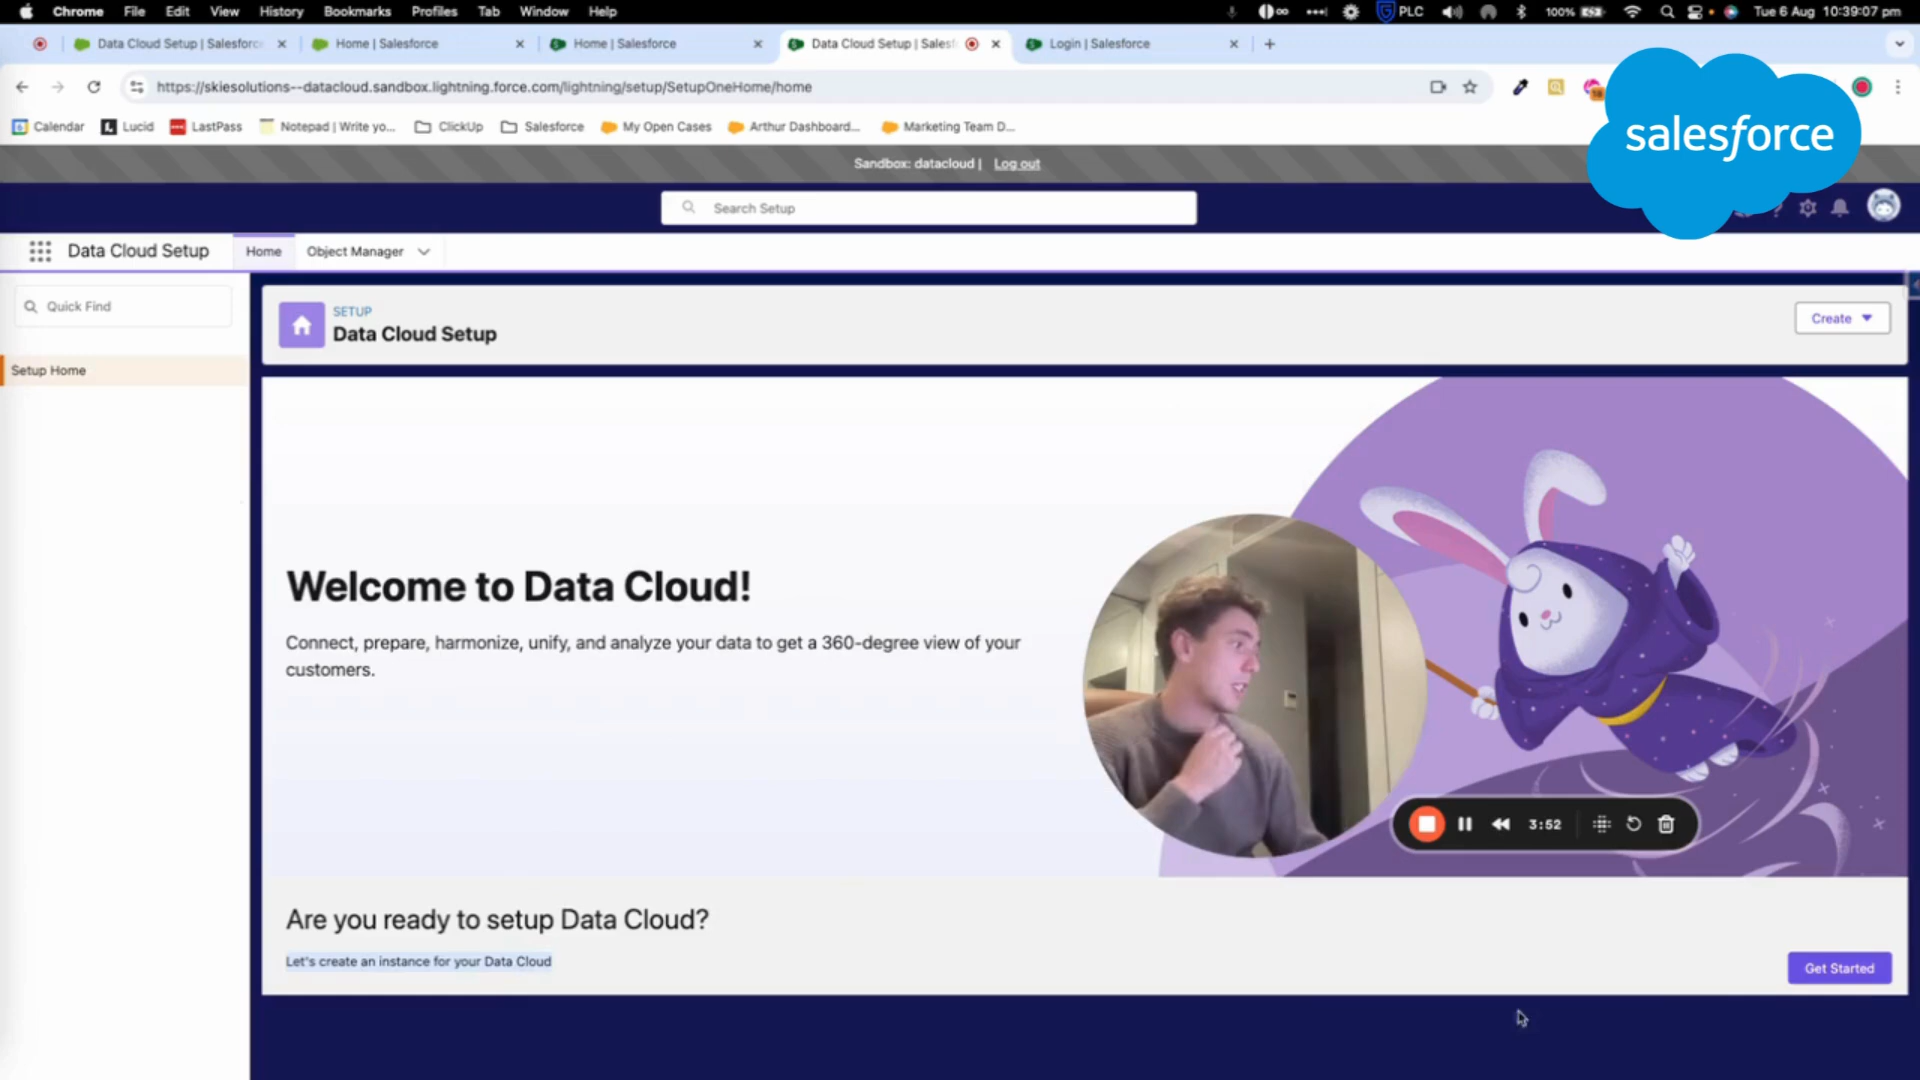 Chrome File Edit View History Bookmarks Profiles Tab Window Help
PLC 100% Tue 6 Aug 10:39:07 pm
Data Cloud Setup | Salesforc
Home | Salesforce
Home | Salesforce
Data Cloud Setup | Salesf
Login | Salesforce
https://skiesolutions--datacloud.sandbox.lightning.force.com/lightning/setup/SetupOneHome/home
18
Calendar Lucid LastPass Notepad | Write yo... ClickUp Salesforce My Open Cases Arthur Dashboard... Marketing Team D...
salesforce
Sandbox: datacloud | Log out
Search Setup
Data Cloud Setup Home Object Manager
Quick Find
Setup Home
SETUP
Data Cloud Setup
Create
Welcome to Data Cloud!
Connect, prepare, harmonize, unify, and analyze your data to get a 360-degree view of your
customers.
3:52
Are you ready to setup Data Cloud?
Let's create an instance for your Data Cloud
Get Started